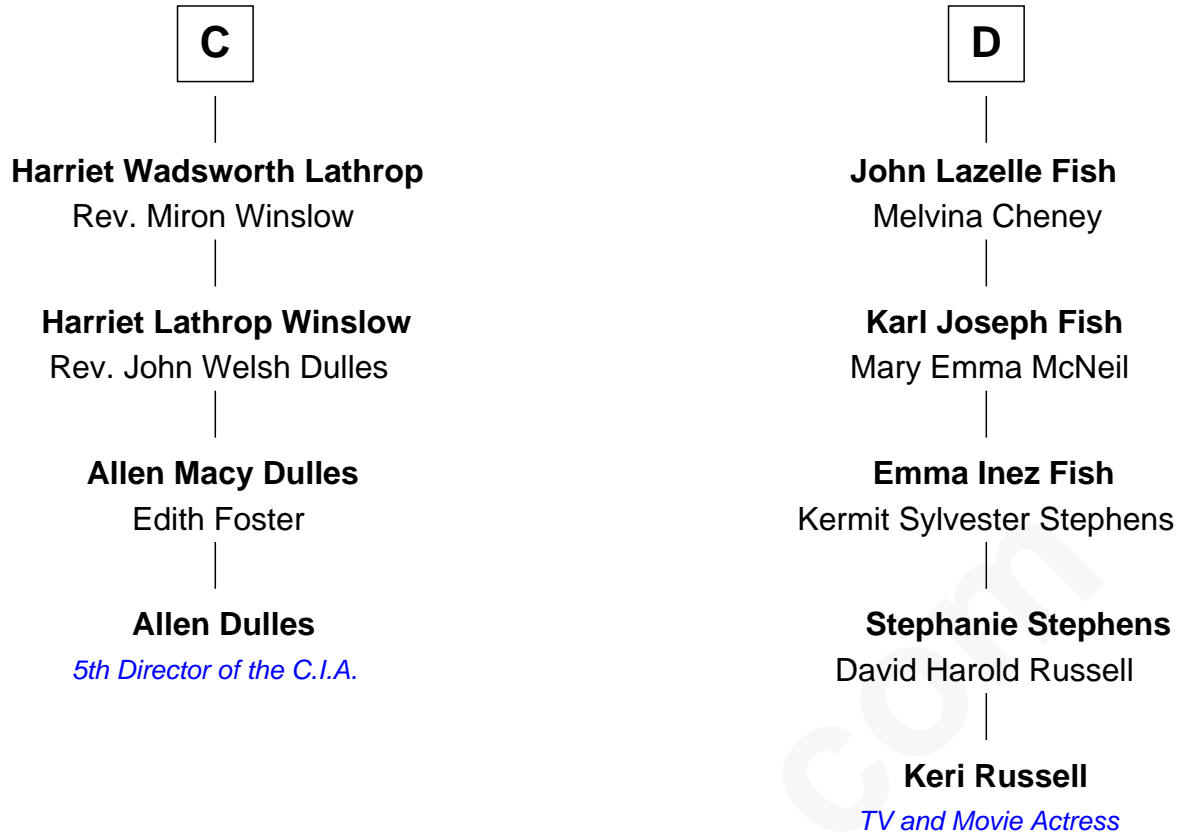 C
Harriet Wadsworth Lathrop
Rev. Miron Winslow
Harriet Lathrop Winslow
Rev. John Welsh Dulles
Allen Macy Dulles
Edith Foster
Allen Dulles
5th Director of the C.I.A.
D
John Lazelle Fish
Melvina Cheney
Karl Joseph Fish
Mary Emma McNeil
Emma Inez Fish
Kermit Sylvester Stephens
Stephanie Stephens
David Harold Russell
Keri Russell
TV and Movie Actress
com